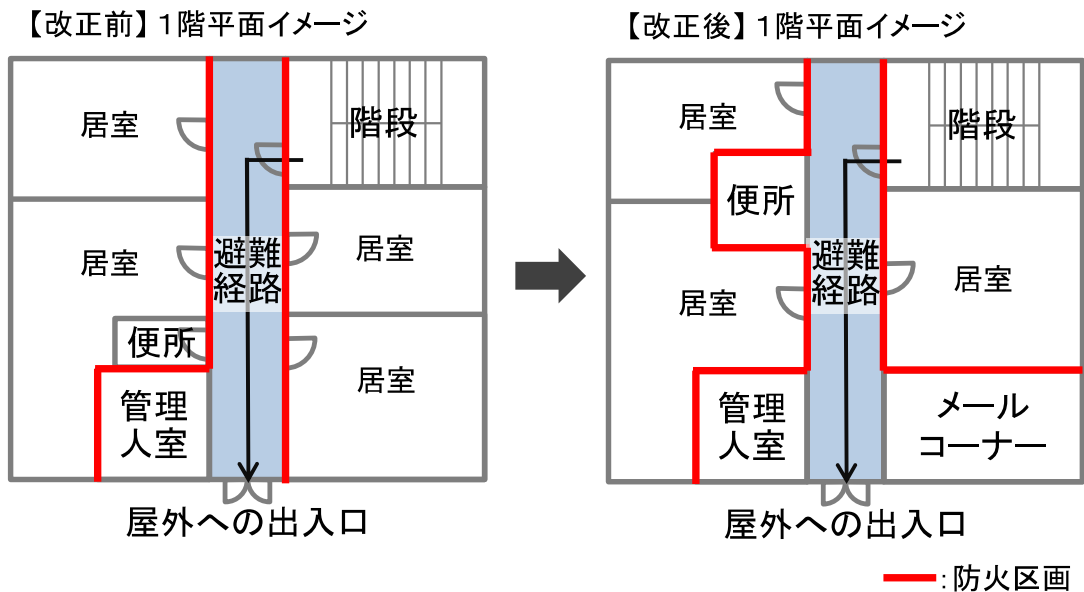 【改正前】１階平面イメージ
居室
階段
居室
避難
経路
居室
便所
居室
管理
人室
屋外への出入口
【改正後】１階平面イメージ
居室
階段
便所
避難
経路
居室
居室
管理
人室
メール
コーナー
屋外への出入口
：防火区画